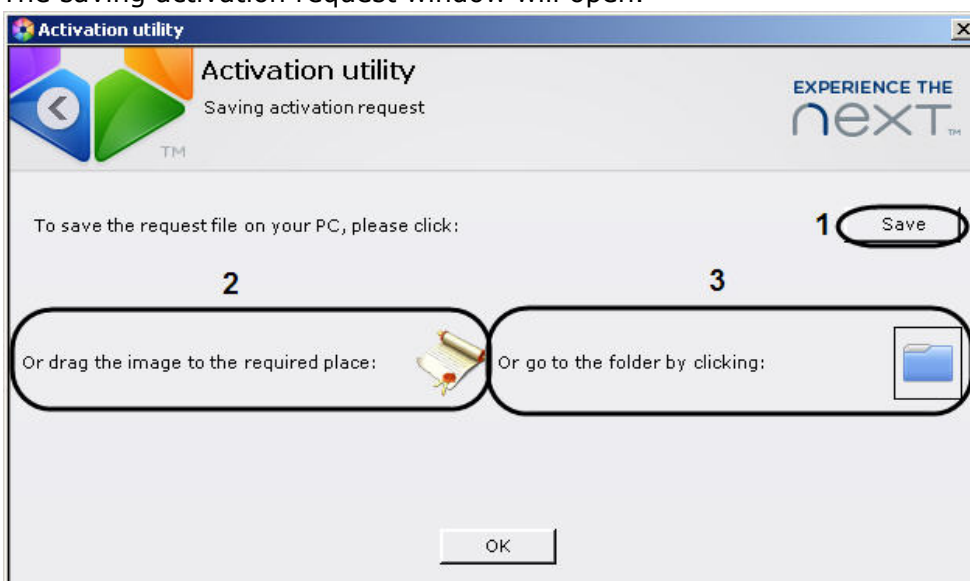 The saving activation request window will open.
Activation utility
Activation utility
Saving activation request
EXPERIENCE THE
nexT™
TM
To save the request file on your PC, please click:
1
Save
2
3
Or drag the image to the required place:
Or go to the folder by clicking:
OK